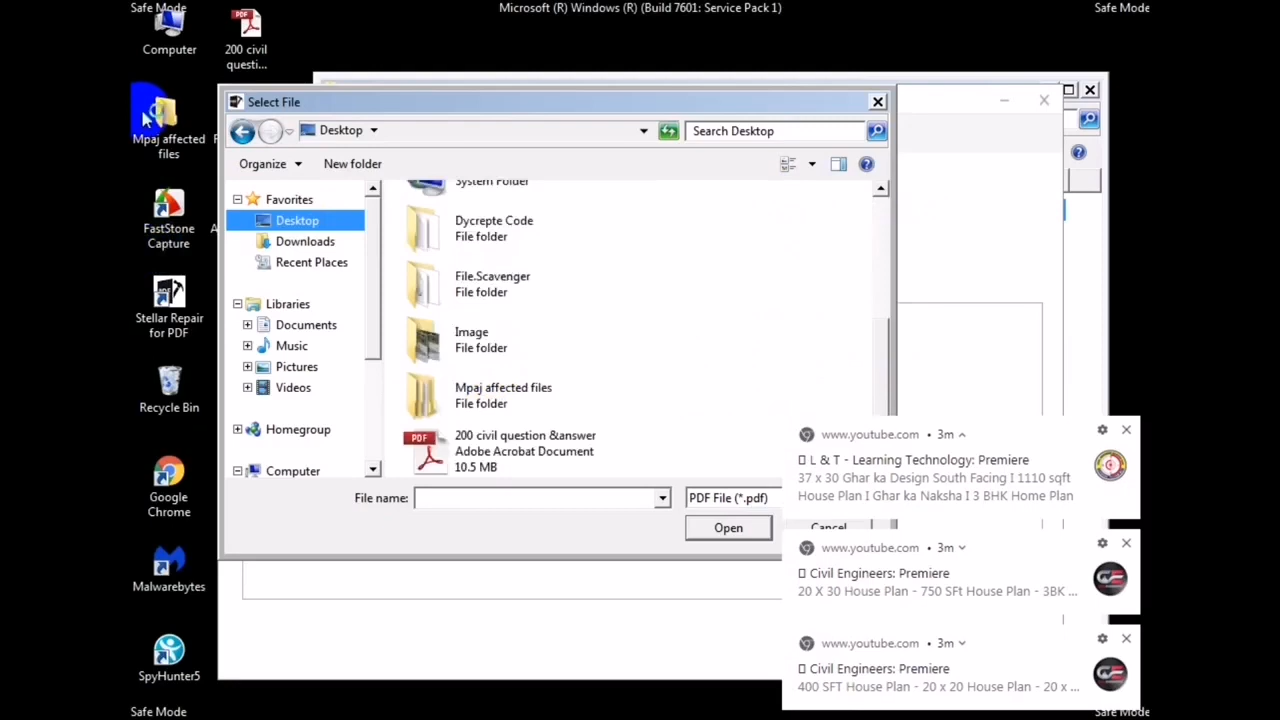 Safe Mode
Microsoft (R) Windows (R) (Build 7601: Service Pack 1)
Safe Mode
Computer
200 civil
questi...
Mpaj affected
files
FastStone
Capture
Stellar Repair
for PDF
Recycle Bin
Google
Chrome
Malwarebytes
SpyHunter5
Select File
Desktop
Search Desktop
Organize
New folder
Favorites
Desktop
Downloads
Recent Places
Libraries
Documents
Music
Pictures
Videos
Homegroup
Computer
System Folder
Dycrepte Code
File folder
File.Scavenger
File folder
Image
File folder
Mpaj affected files
File folder
PDF
200 civil question &answer
Adobe Acrobat Document
10.5 MB
File name:
PDF File (*.pdf)
Open
Cancel
www.youtube.com • 3m
L & T - Learning Technology: Premiere
37 x 30 Ghar ka Design South Facing I 1110 sqft
House Plan I Ghar ka Naksha I 3 BHK Home Plan
www.youtube.com • 3m
Civil Engineers: Premiere
20 X 30 House Plan - 750 SFt House Plan - 3BK ...
www.youtube.com • 3m
Civil Engineers: Premiere
400 SFT House Plan - 20 x 20 House Plan - 20 x ...
Safe Mode
Safe Mode